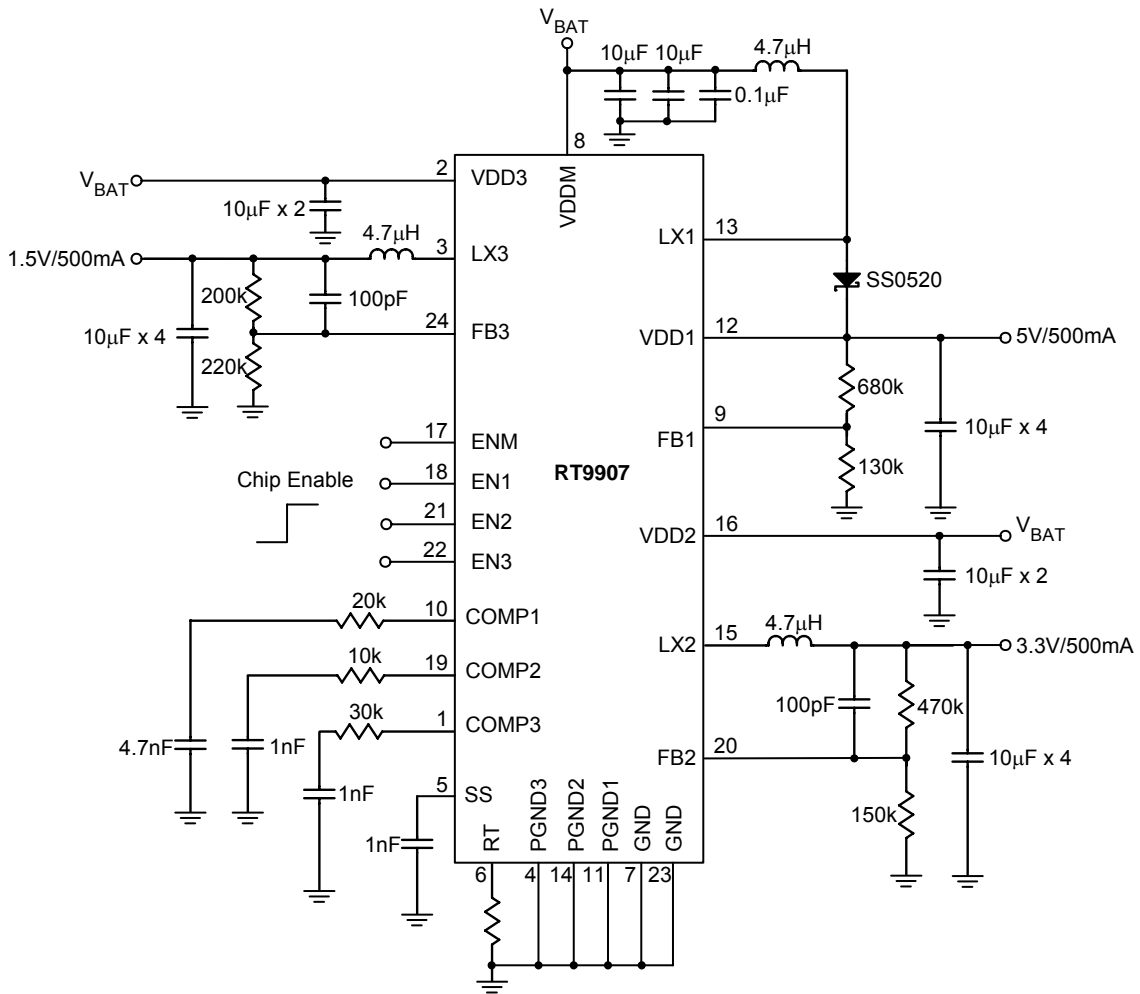 V_BAT
10µF 10µF 4.7µH
0.1µF
8
VDDM
V_BAT 2 VDD3
10µF x 2
4.7µH
1.5V/500mA 3 LX3
200k 100pF
10µF x 4 24 FB3
220k
13 LX1
SS0520
12 VDD1 5V/500mA
680k
9 FB1 10µF x 4
130k
17 ENM
Chip Enable 18 EN1
21 EN2
22 EN3
RT9907
16 VDD2 V_BAT
10µF x 2
20k 10 COMP1
10k 19 COMP2
30k 1 COMP3
4.7nF 1nF
1nF
5 SS
1nF
4.7µH
15 LX2 3.3V/500mA
100pF 470k
20 FB2 10µF x 4
150k
RT PGND3 PGND2 PGND1 GND GND
6 4 14 11 7 23